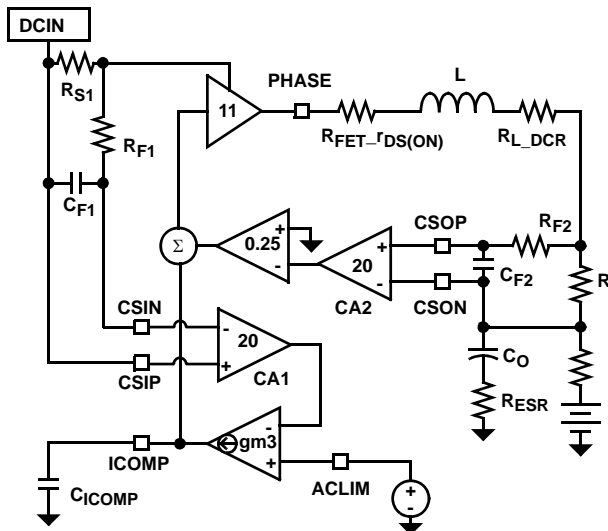 DCIN
RS1
RF1
CF1
11
PHASE
RFET_rDS(ON)
L
RL_DCR
Σ
0.25
+
-
20
+
-
CA2
CSOP
CSON
RF2
CF2
R
CSIN
CSIP
-
20
+
CA1
CO
RESR
ICOMP
CICOMP
gm3
-
+
ACLIM
+
-